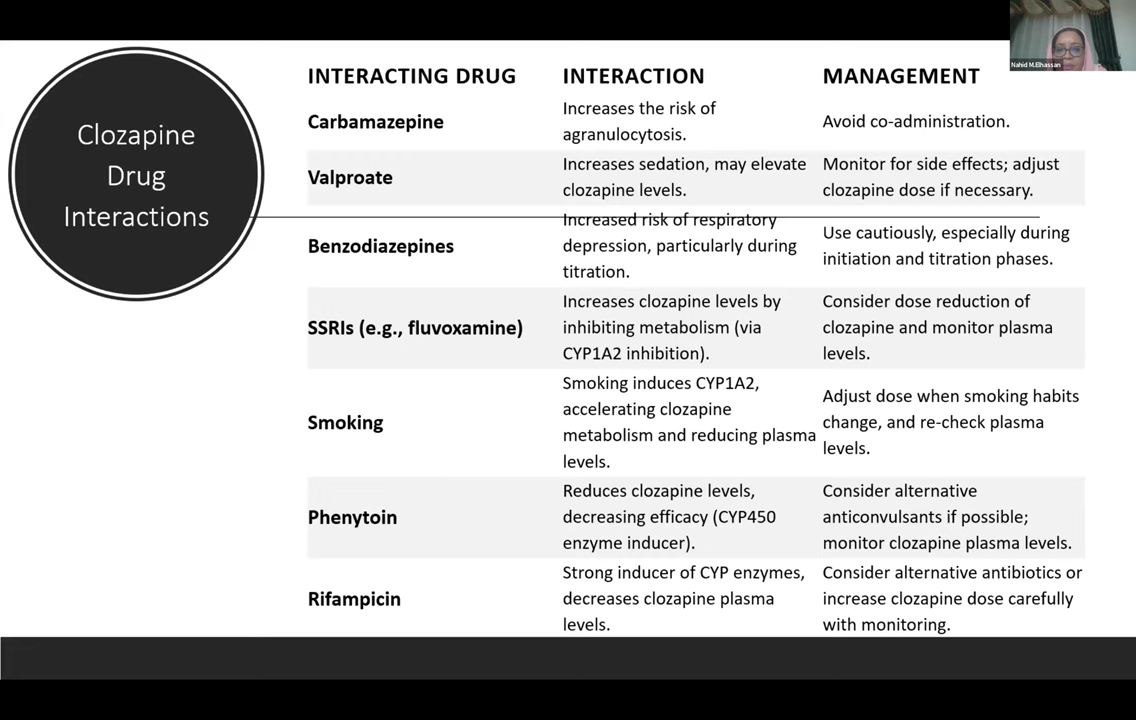 Nahid M.Elhassan
Clozapine
Drug
Interactions
INTERACTING DRUG INTERACTION MANAGEMENT
Carbamazepine
Increases the risk of
agranulocytosis.
Avoid co-administration.
Valproate
Increases sedation, may elevate
clozapine levels.
Monitor for side effects; adjust
clozapine dose if necessary.
Benzodiazepines
Increased risk of respiratory
depression, particularly during
titration.
Use cautiously, especially during
initiation and titration phases.
SSRIs (e.g., fluvoxamine)
Increases clozapine levels by
inhibiting metabolism (via
CYP1A2 inhibition).
Consider dose reduction of
clozapine and monitor plasma
levels.
Smoking
Smoking induces CYP1A2,
accelerating clozapine
metabolism and reducing plasma
levels.
Adjust dose when smoking habits
change, and re-check plasma
levels.
Phenytoin
Reduces clozapine levels,
decreasing efficacy (CYP450
enzyme inducer).
Consider alternative
anticonvulsants if possible;
monitor clozapine plasma levels.
Rifampicin
Strong inducer of CYP enzymes,
decreases clozapine plasma
levels.
Consider alternative antibiotics or
increase clozapine dose carefully
with monitoring.